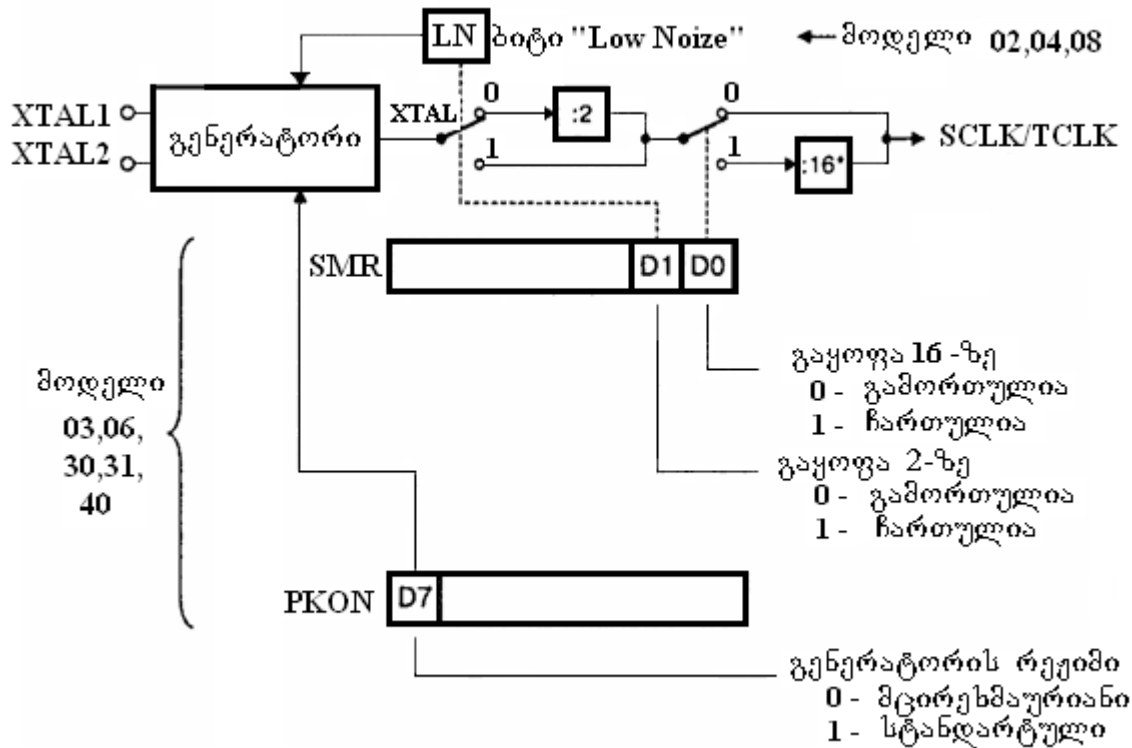 LN ბიტი "Low Noize" მოდელი 02,04,08
XTAL1
XTAL2
გენერატორი
XTAL
0
1
:2
0
1
:16*
SCLK/TCLK
SMR D1 D0
მოდელი
03,06,
30,31,
40
გაყოფა 16 -ზე
0 - გამორთულია
1 - ჩართულია
გაყოფა 2-ზე
0 - გამორთულია
1 - ჩართულია
PKON D7
გენერატორის რეჟიმი
0 - მცირეხმაურიანი
1 - სტანდარტული